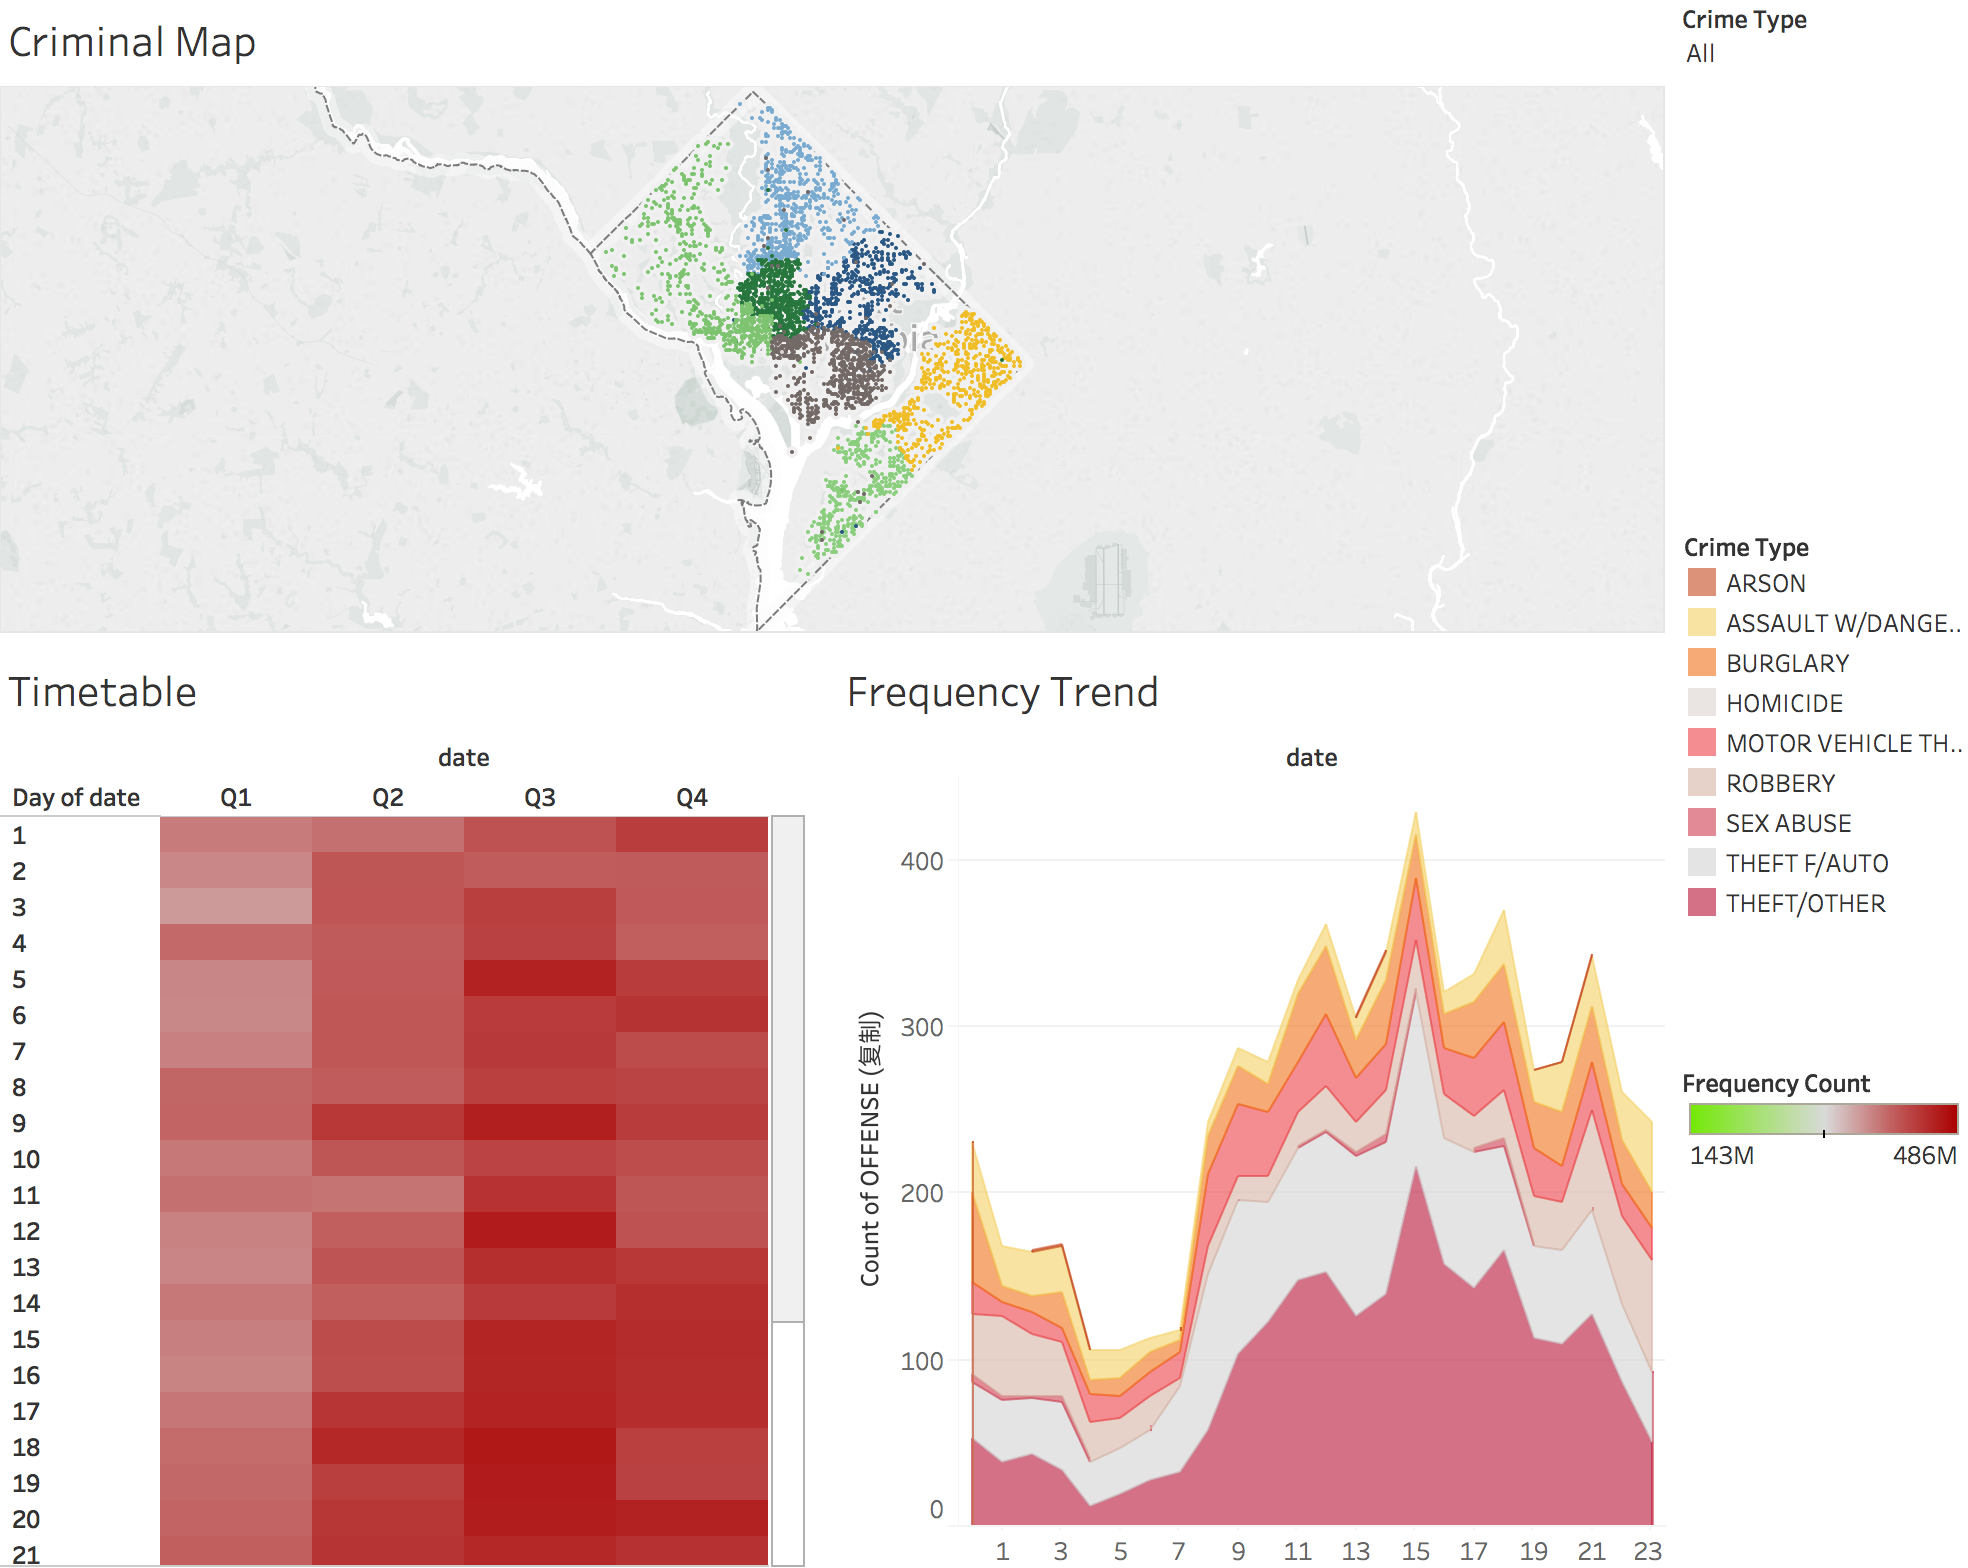 Criminal Map
Crime Type
All
Crime Type
ARSON
ASSAULT W/DANGE..
BURGLARY
HOMICIDE
MOTOR VEHICLE TH..
ROBBERY
SEX ABUSE
THEFT F/AUTO
THEFT/OTHER
Timetable
date
Day of date Q1 Q2 Q3 Q4
1
2
3
4
5
6
7
8
9
10
11
12
13
14
15
16
17
18
19
20
21
Frequency Trend
date
Count of OFFENSE (复制)
400
300
200
100
0
1 3 5 7 9 11 13 15 17 19 21 23
Frequency Count
143M 486M